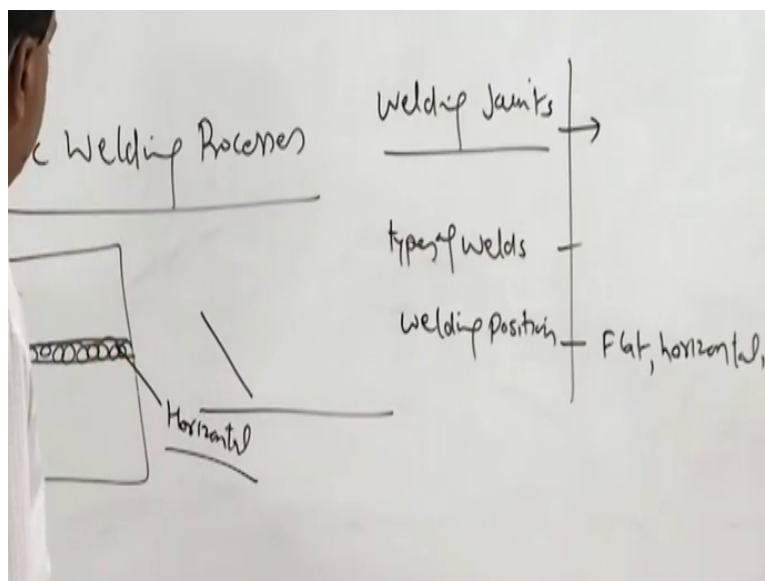 c Welding Processes
Horizontal
Welding Joints
types of welds
welding position
Flat, horizontal,